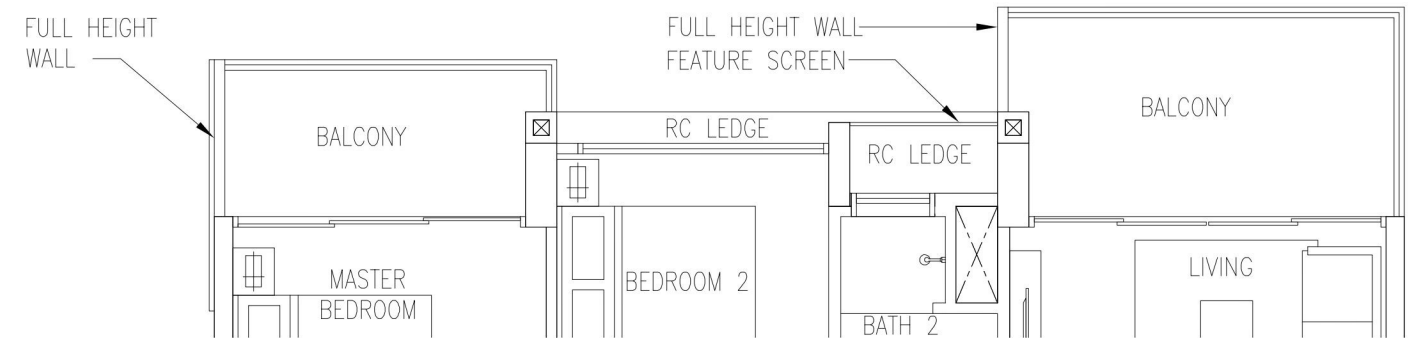 FULL HEIGHT
WALL
FULL HEIGHT WALL
FEATURE SCREEN
BALCONY
RC LEDGE
RC LEDGE
BALCONY
MASTER
BEDROOM
BEDROOM 2
BATH 2
LIVING